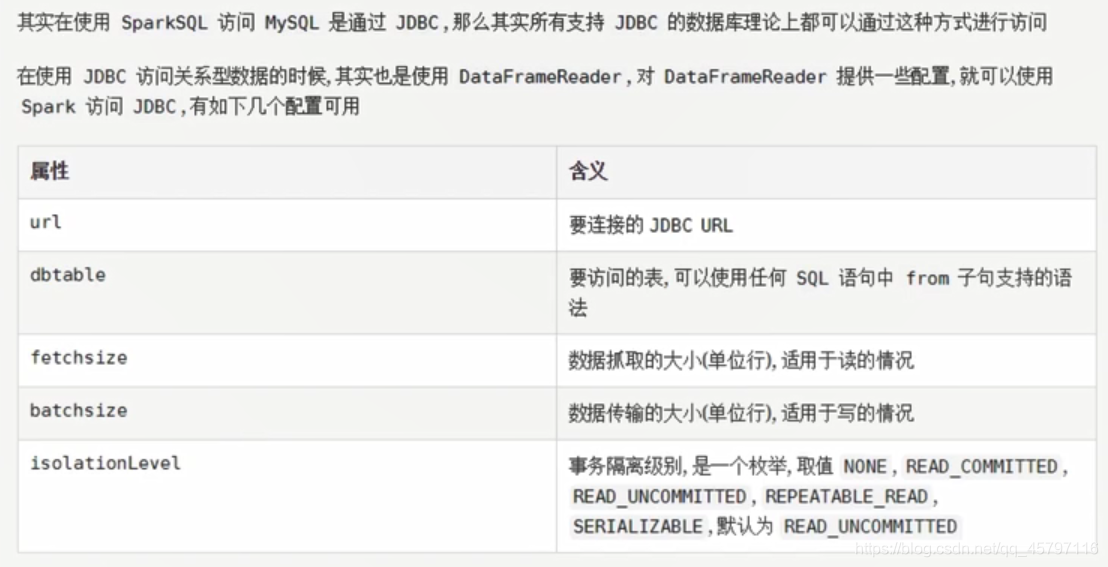 其实在使用 SparkSQL 访问 MySQL 是通过 JDBC,那么其实所有支持 JDBC 的数据库理论上都可以通过这种方式进行访问
在使用 JDBC 访问关系型数据的时候,其实也是使用 DataFrameReader,对 DataFrameReader 提供一些配置,就可以使用
Spark 访问 JDBC,有如下几个配置可用
属性 含义
url 要连接的 JDBC URL
dbtable 要访问的表, 可以使用任何 SQL 语句中 from 子句支持的语
法
fetchsize 数据抓取的大小(单位行), 适用于读的情况
batchsize 数据传输的大小(单位行), 适用于写的情况
isolationLevel 事务隔离级别, 是一个枚举, 取值 NONE, READ_COMMITTED,
READ_UNCOMMITTED, REPEATABLE_READ,
SERIALIZABLE,默认为 READ_UNCOMMITTED
https://blog.csdn.net/qq_45797116